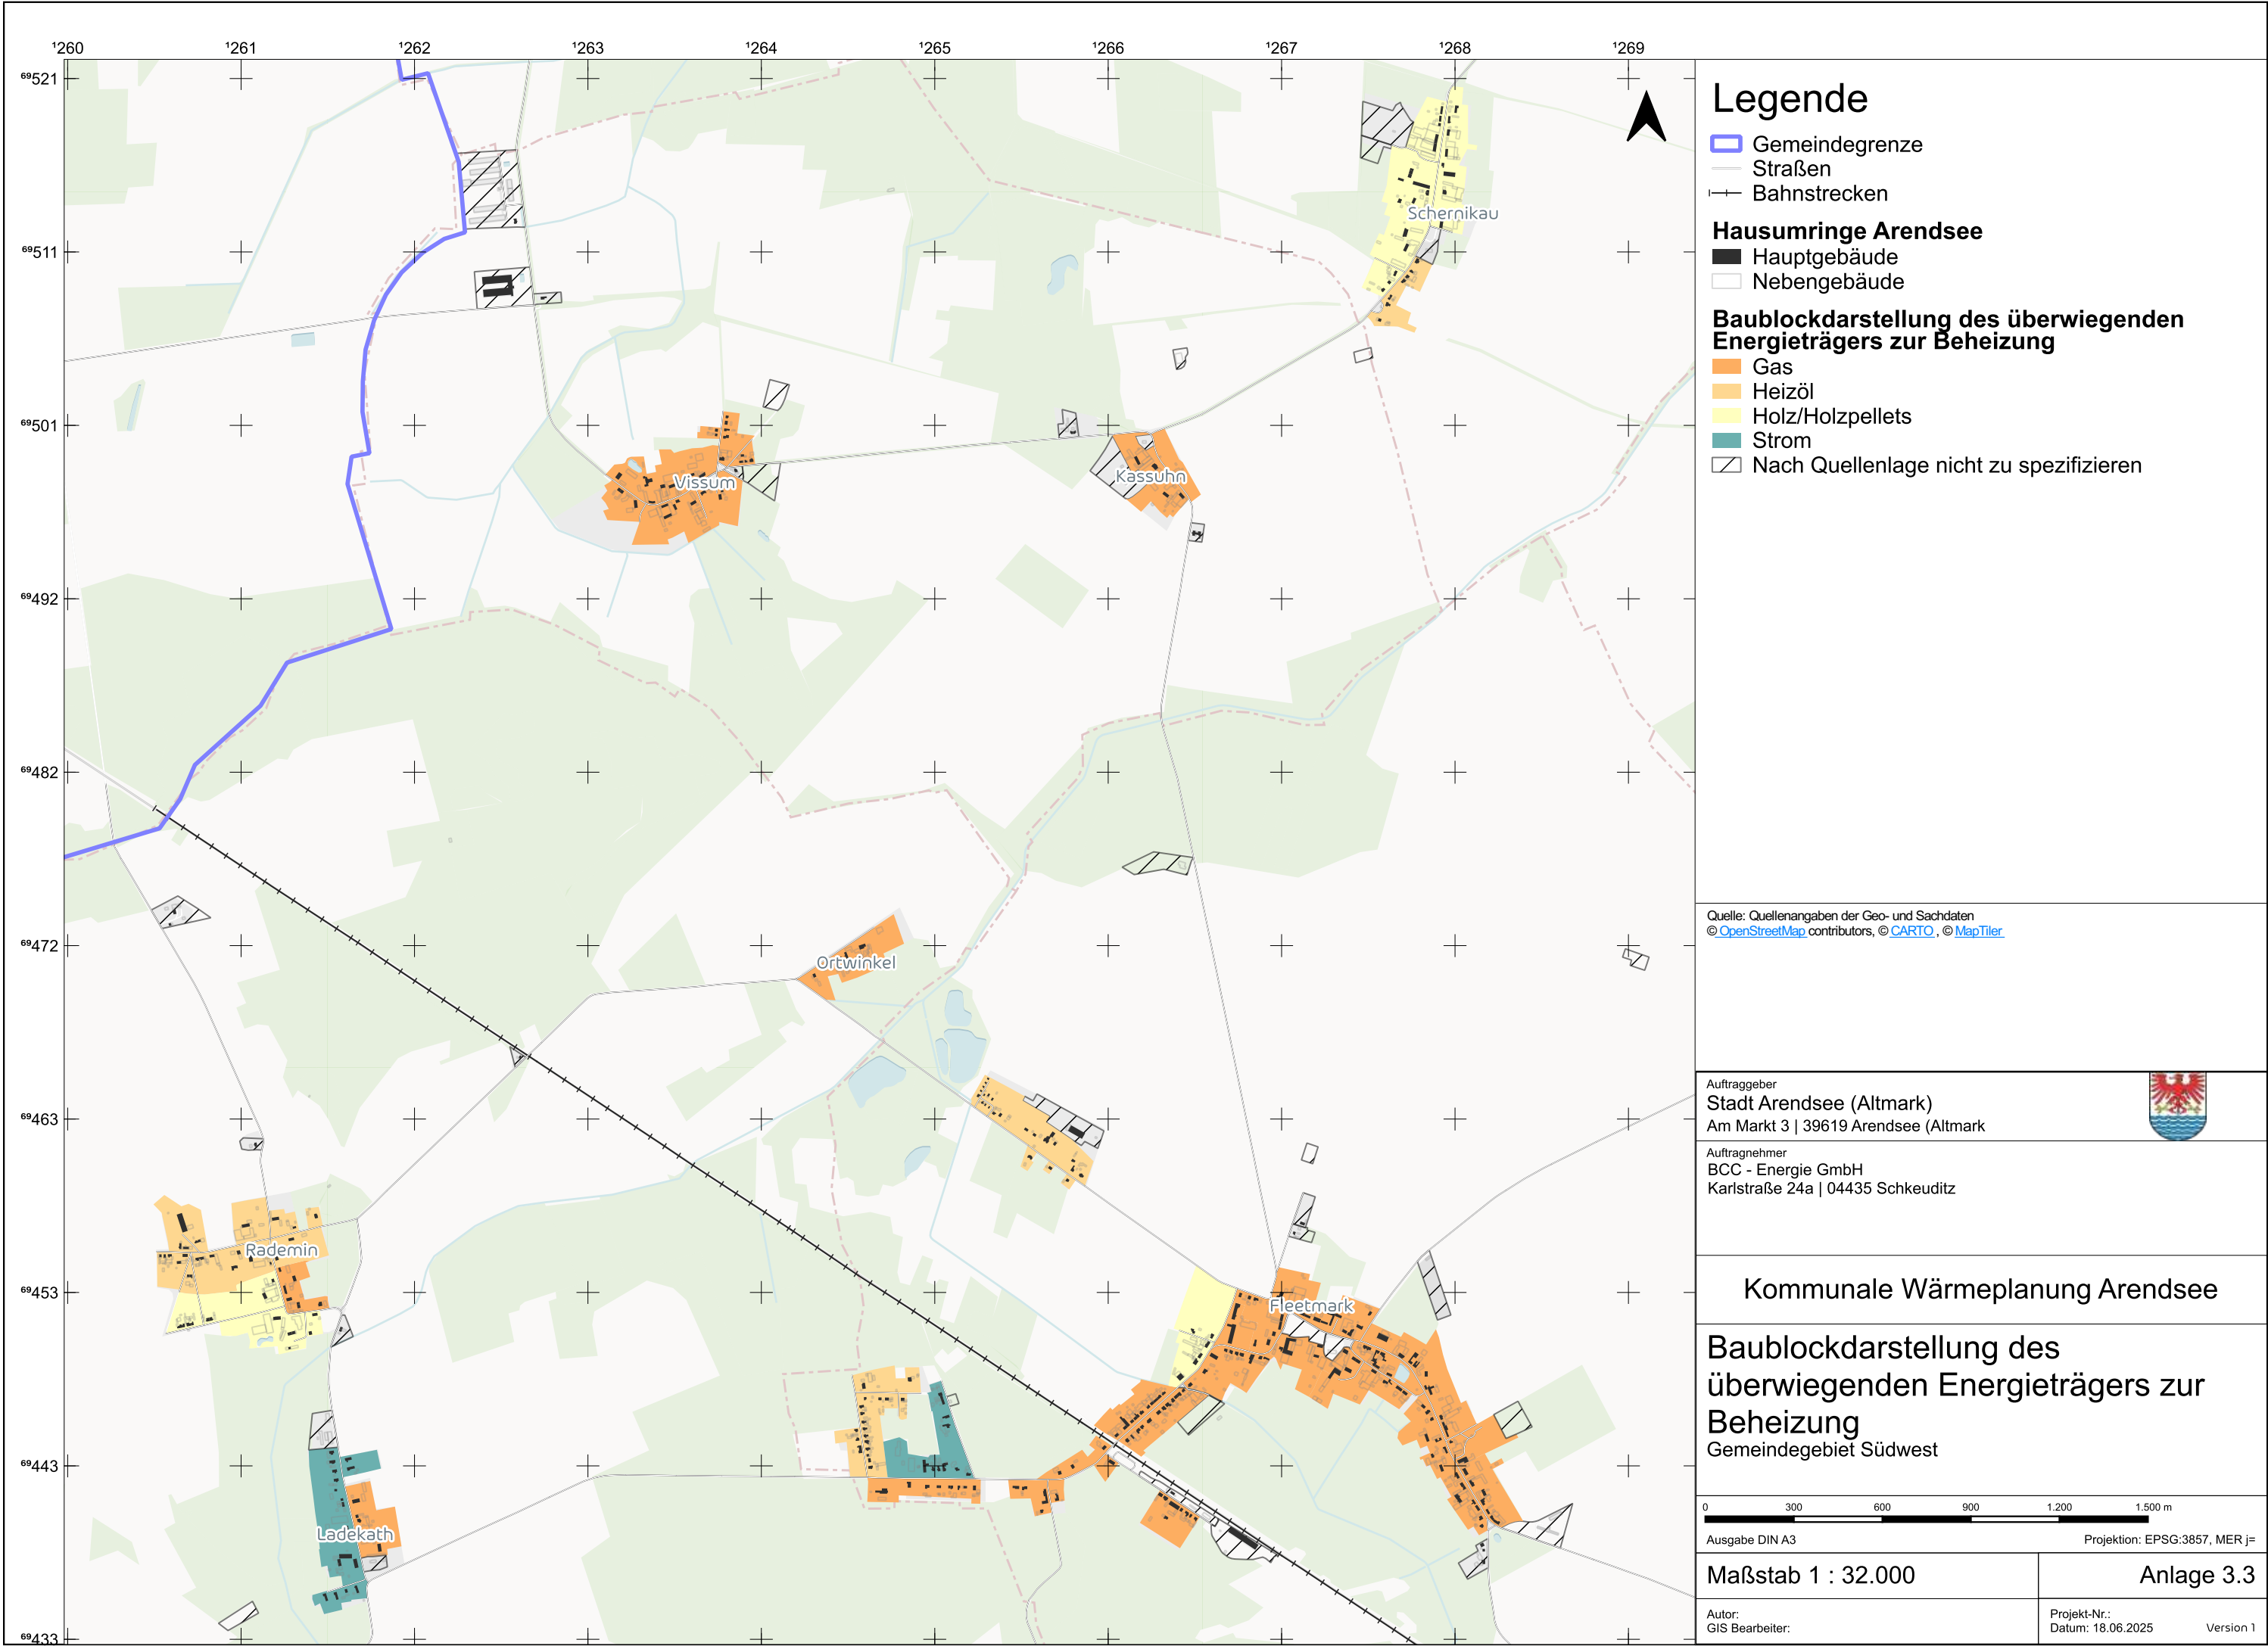 ¹260 ¹261 ¹262 ¹263 ¹264 ¹265 ¹266 ¹267 ¹268 ¹269
⁶⁹521
⁶⁹511
⁶⁹501
⁶⁹492
⁶⁹482
⁶⁹472
⁶⁹463
⁶⁹453
⁶⁹443
⁶⁹433
Schernikau
Vissum
Kassuhn
Ortwinkel
Rademin
Fleetmark
Ladekath
Legende
Gemeindegrenze
Straßen
Bahnstrecken
Hausumringe Arendsee
Hauptgebäude
Nebengebäude
Baublockdarstellung des überwiegenden
Energieträgers zur Beheizung
Gas
Heizöl
Holz/Holzpellets
Strom
Nach Quellenlage nicht zu spezifizieren
Quelle: Quellenangaben der Geo- und Sachdaten
© OpenStreetMap contributors, © CARTO , © MapTiler
Auftraggeber
Stadt Arendsee (Altmark)
Am Markt 3 | 39619 Arendsee (Altmark
Auftragnehmer
BCC - Energie GmbH
Karlstraße 24a | 04435 Schkeuditz
Kommunale Wärmeplanung Arendsee
Baublockdarstellung des
überwiegenden Energieträgers zur
Beheizung
Gemeindegebiet Südwest
0 300 600 900 1.200 1.500 m
Ausgabe DIN A3 Projektion: EPSG:3857, MER j=
Maßstab 1 : 32.000 Anlage 3.3
Autor: Projekt-Nr.:
GIS Bearbeiter: Datum: 18.06.2025 Version 1